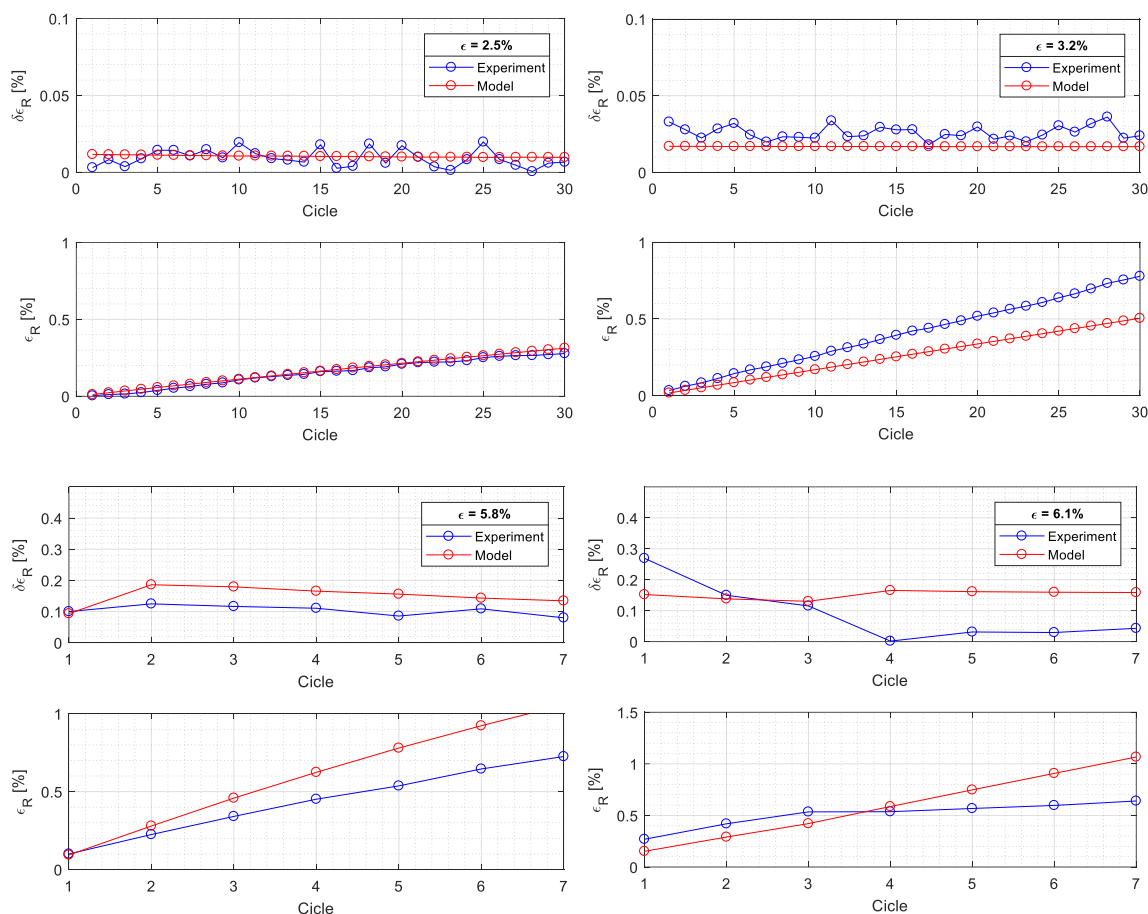 0.1
0.05
0
δϵ_R [%]
ϵ = 2.5%
Experiment
Model
0 5 10 15 20 25 30
Cicle
0.1
0.05
0
δϵ_R [%]
ϵ = 3.2%
Experiment
Model
0 5 10 15 20 25 30
Cicle
1
0.5
0
ϵ_R [%]
0 5 10 15 20 25 30
Cicle
1
0.5
0
ϵ_R [%]
0 5 10 15 20 25 30
Cicle
0.4
0.3
0.2
0.1
0
δϵ_R [%]
ϵ = 5.8%
Experiment
Model
1 2 3 4 5 6 7
Cicle
0.4
0.3
0.2
0.1
0
δϵ_R [%]
ϵ = 6.1%
Experiment
Model
1 2 3 4 5 6 7
Cicle
1
0.5
0
ϵ_R [%]
1 2 3 4 5 6 7
Cicle
1.5
1
0.5
0
ϵ_R [%]
1 2 3 4 5 6 7
Cicle